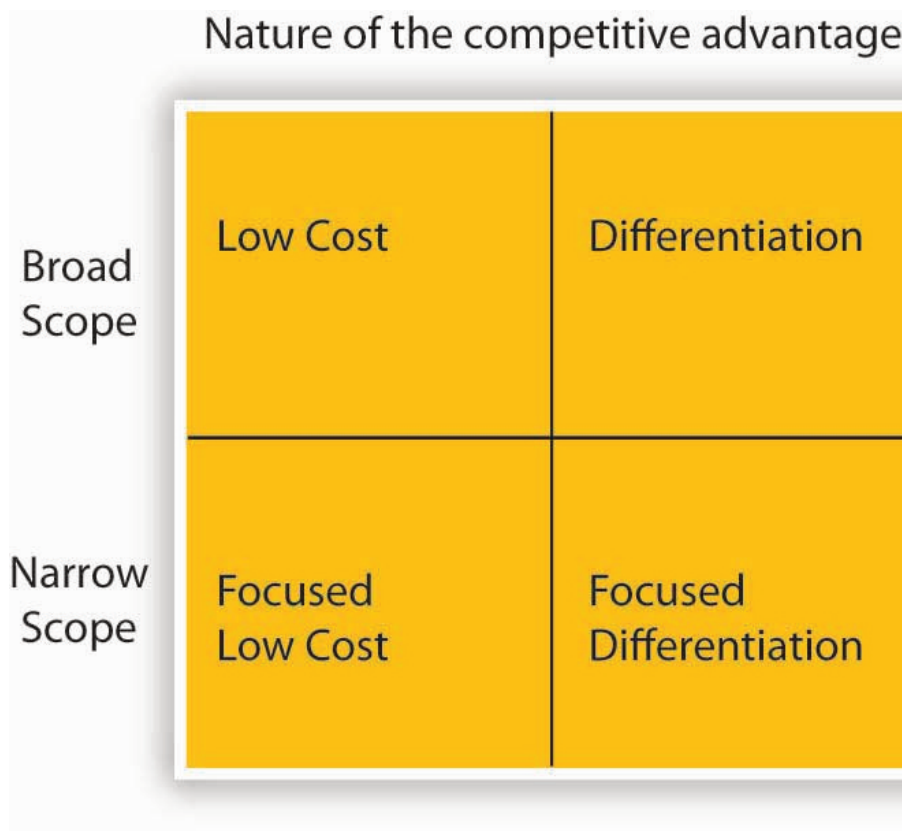 Nature of the competitive advantage
Broad
Scope
Low Cost
Differentiation
Narrow
Scope
Focused
Low Cost
Focused
Differentiation